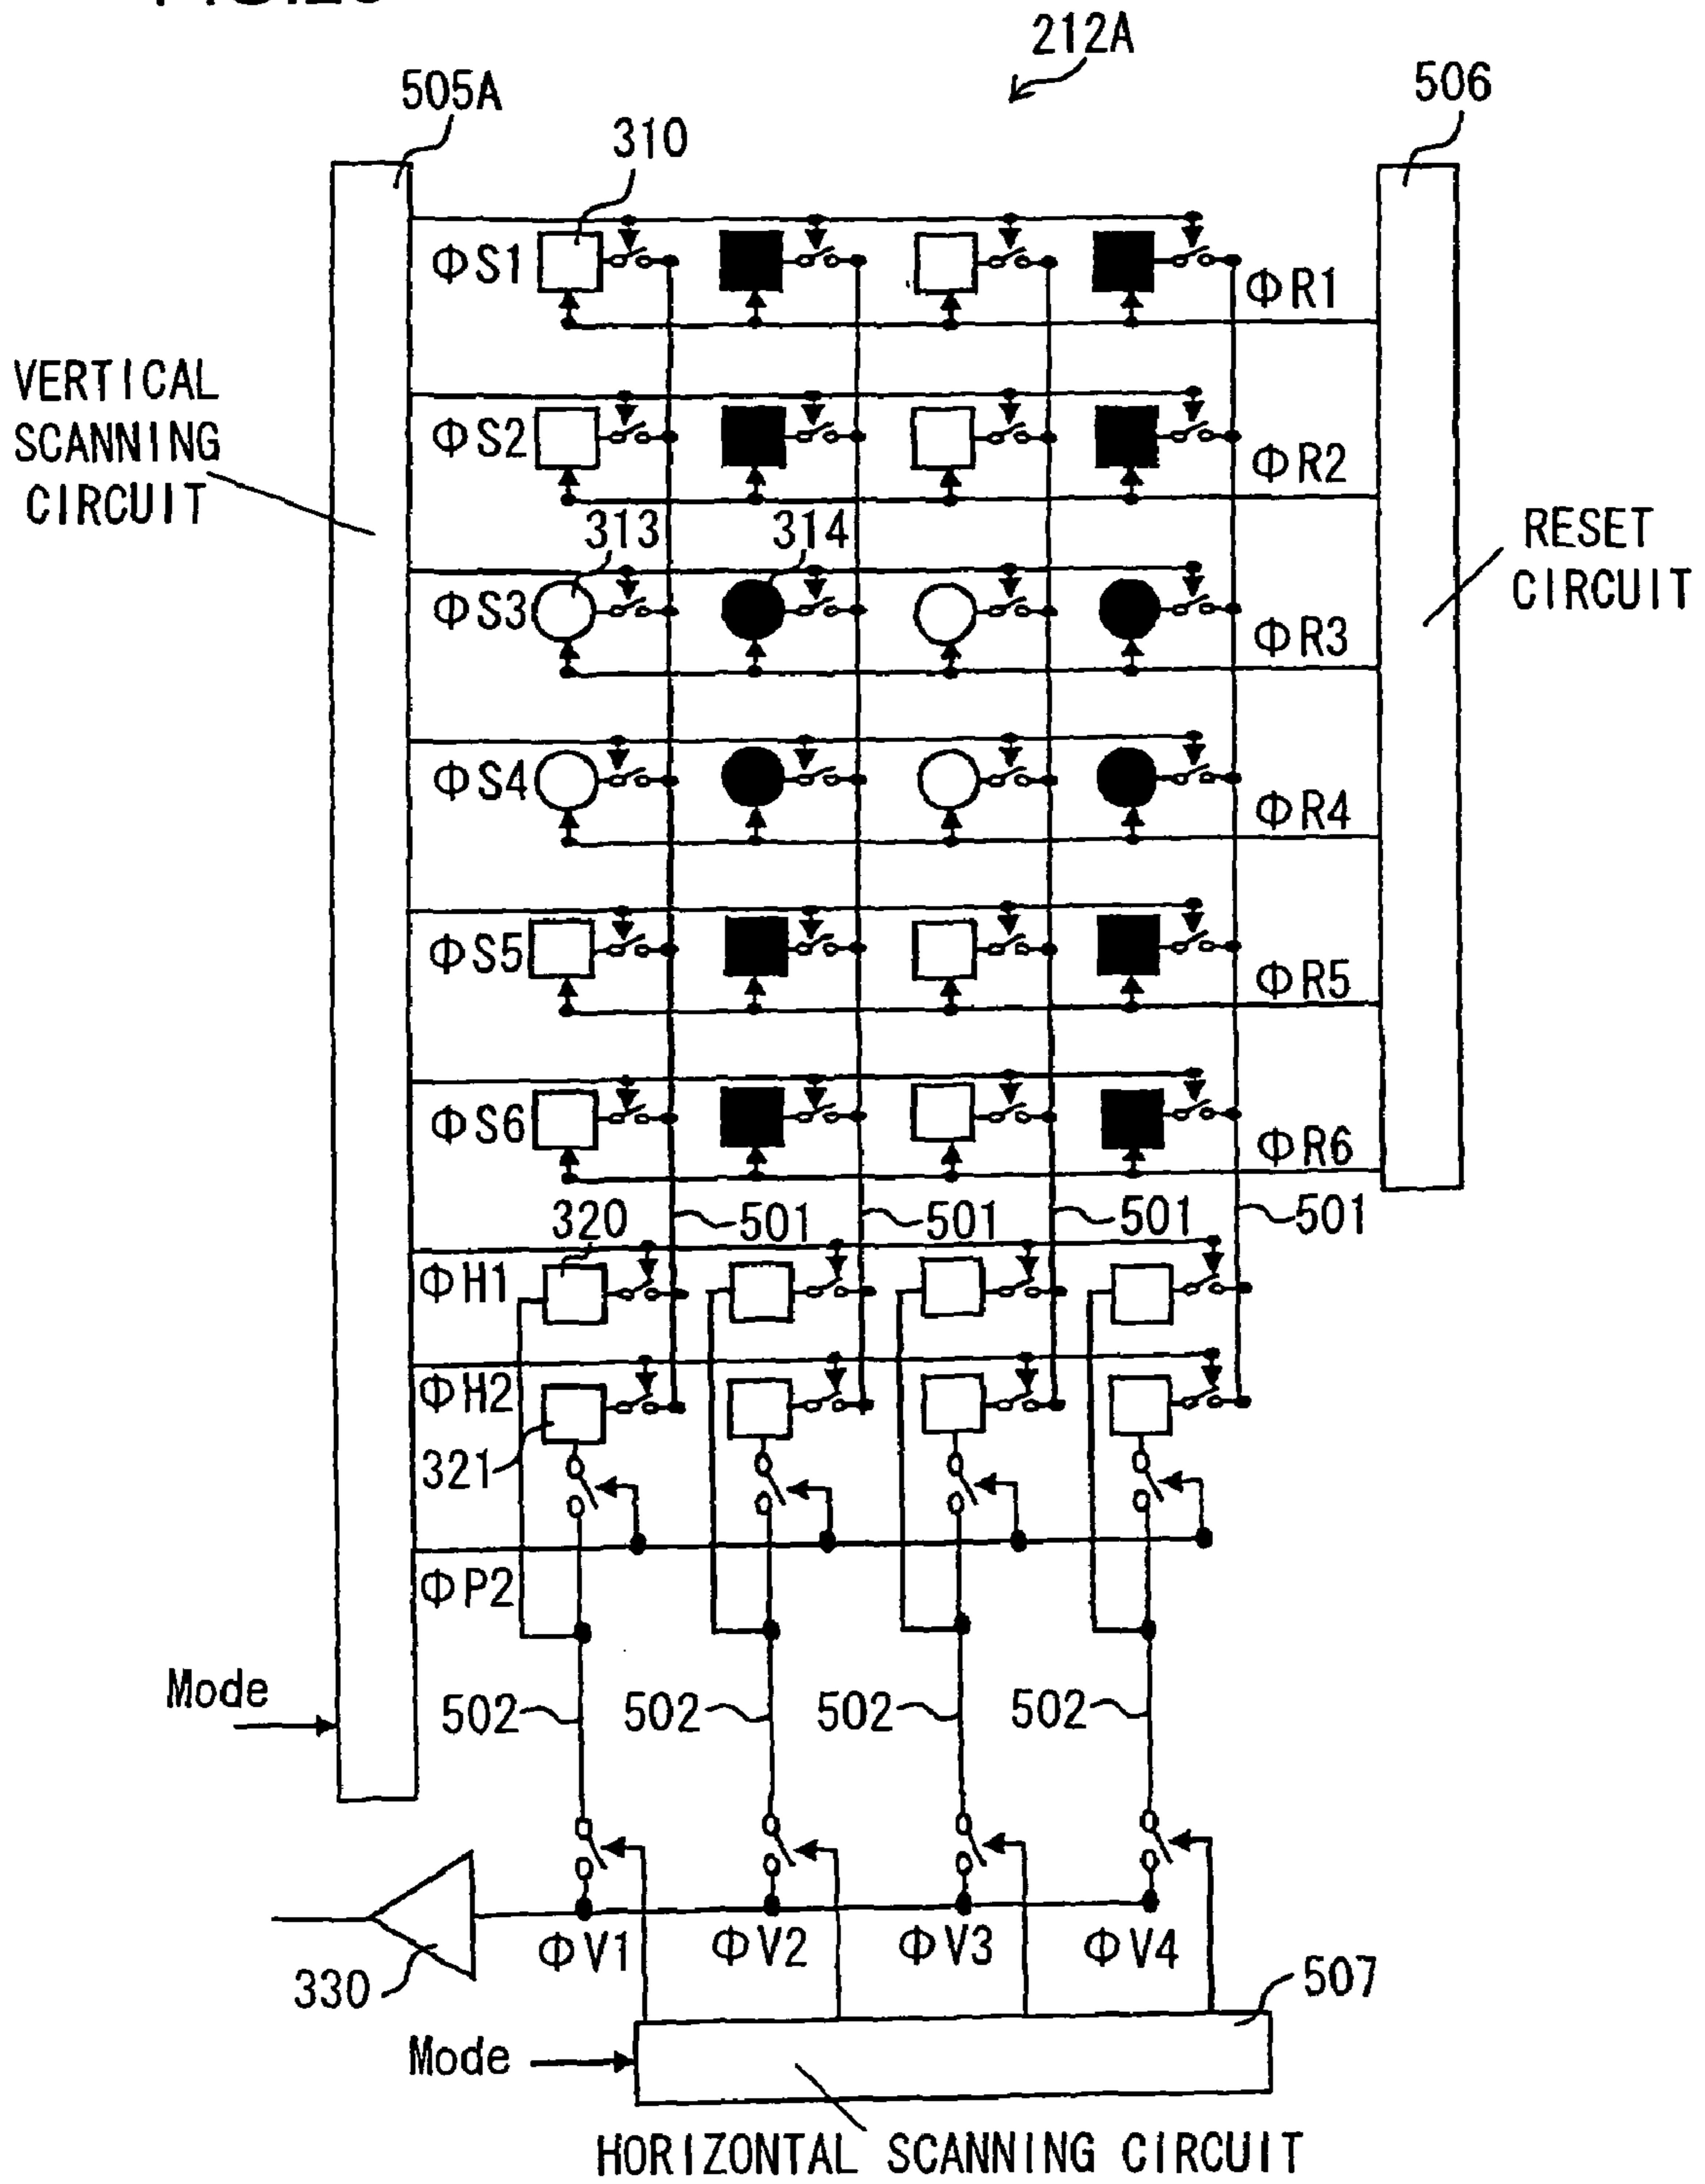 212A
505A
506
310
ΦS1
ΦR1
VERTICAL
SCANNING
CIRCUIT
ΦS2
ΦR2
313
314
RESET
CIRCUIT
ΦS3
ΦR3
ΦS4
ΦR4
ΦS5
ΦR5
ΦS6
ΦR6
320
501
501
501
501
ΦH1
ΦH2
321
ΦP2
Mode
502
502
502
502
ΦV1
ΦV2
ΦV3
ΦV4
330
507
Mode
HORIZONTAL SCANNING CIRCUIT